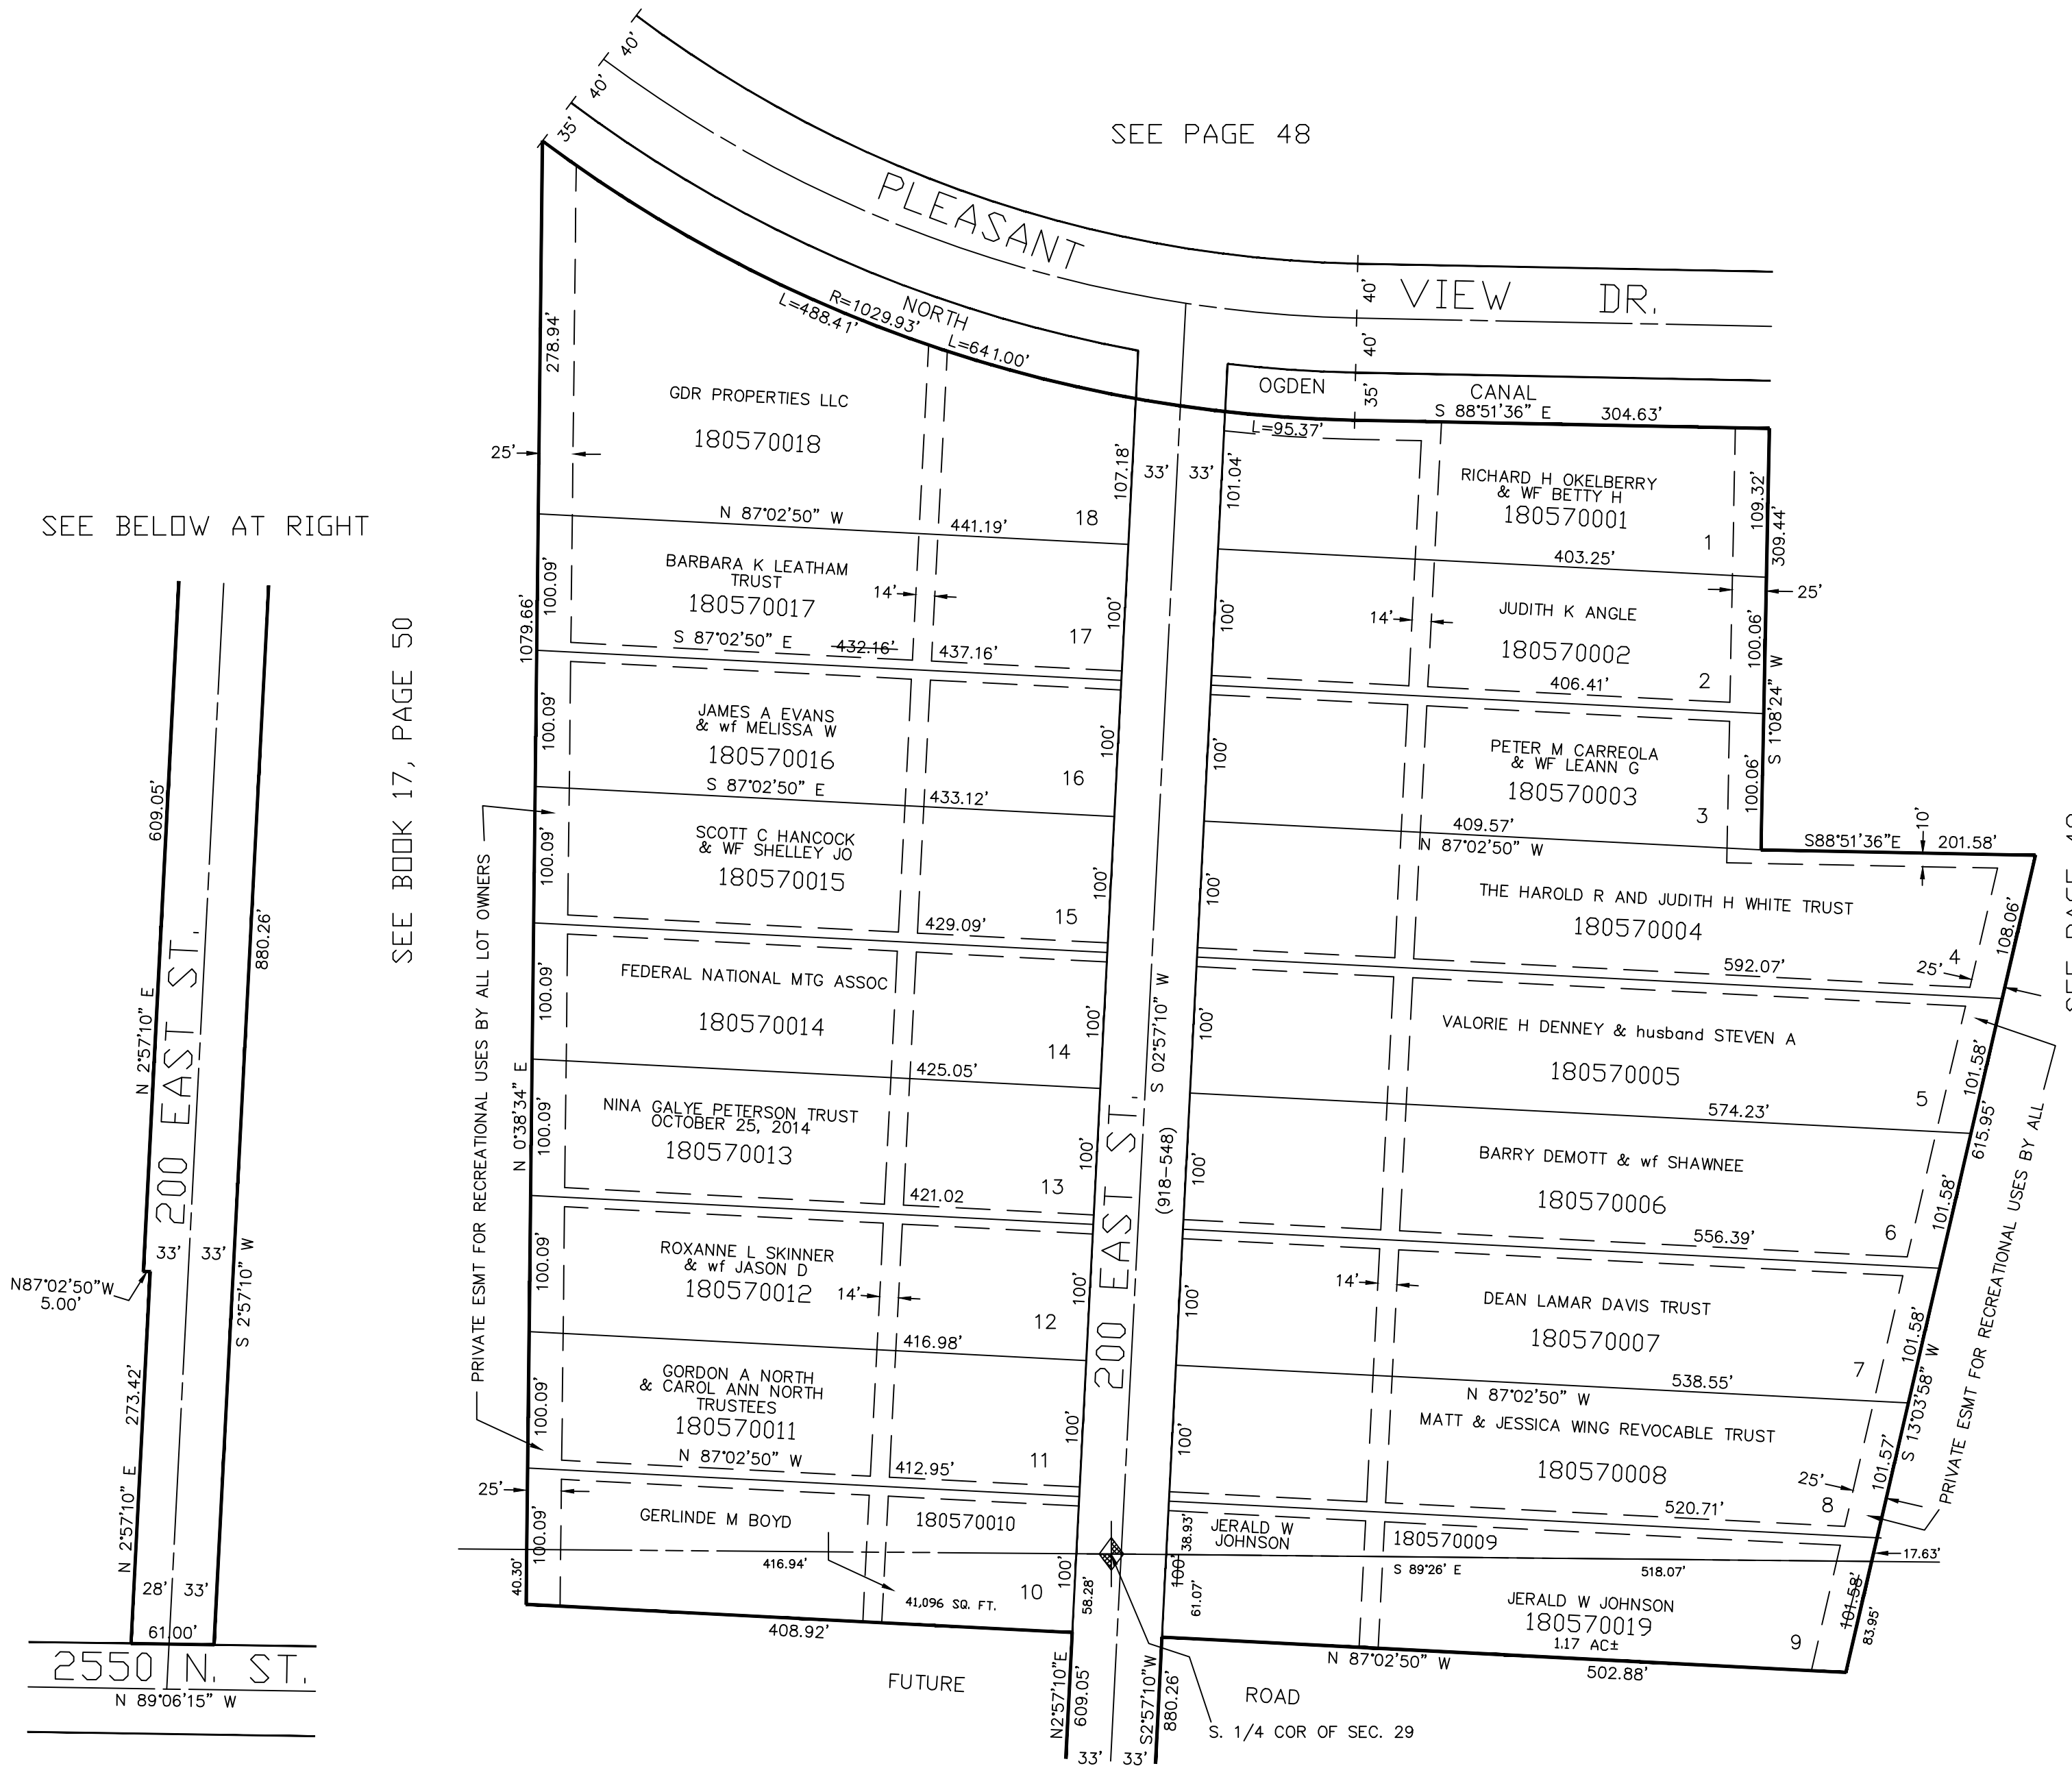 40'
40'
35'
SEE PAGE 48
PLEASANT
VIEW DR.
40'
40'
35'
NORTH
R=1029.93'
L=488.41'
L=641.00'
OGDEN
CANAL
S 88°51'36" E 304.63'
L=95.37'
278.94'
GDR PROPERTIES LLC
180570018
25'
107.18'
33' 33'
101.04'
18
N 87°02'50" W
441.19'
RICHARD H OKELBERRY
& WF BETTY H
180570001
1
109.32'
309.44'
403.25'
25'
SEE BELOW AT RIGHT
BARBARA K LEATHAM
TRUST
180570017
14'
17
100.09'
100'
1079.66'
S 87°02'50" E 432.16' 437.16'
100'
14'
JUDITH K ANGLE
180570002
2
100.06'
406.41'
S 1°08'24" W
SEE BOOK 17, PAGE 50
JAMES A EVANS
& wf MELISSA W
180570016
16
100.09'
100'
S 87°02'50" E
433.12'
100'
PETER M CARREOLA
& WF LEANN G
180570003
3
100.06'
409.57'
N 87°02'50" W
S88°51'36"E 201.58'
10'
SCOTT C HANCOCK
& WF SHELLEY JO
180570015
15
100.09'
100'
429.09'
100'
THE HAROLD R AND JUDITH H WHITE TRUST
180570004
4
108.06'
25'
592.07'
PRIVATE ESMT FOR RECREATIONAL USES BY ALL LOT OWNERS
FEDERAL NATIONAL MTG ASSOC
180570014
14
100.09'
100'
425.05'
S 02°57'10" W
100'
VALORIE H DENNEY & husband STEVEN A
180570005
5
101.58'
574.23'
615.95'
N 0°38'34" E
NINA GALYE PETERSON TRUST
OCTOBER 25, 2014
180570013
13
100.09'
100'
421.02
200 EAST ST.
(918-548)
100'
BARRY DEMOTT & wf SHAWNEE
180570006
6
101.58'
556.39'
ROXANNE L SKINNER
& wf JASON D
180570012
14'
12
100.09'
100'
416.98'
100'
14'
DEAN LAMAR DAVIS TRUST
180570007
7
101.58'
538.55'
N 87°02'50" W
S 13°03'58" W
PRIVATE ESMT FOR RECREATIONAL USES BY ALL
GORDON A NORTH
& CAROL ANN NORTH
TRUSTEES
180570011
11
100.09'
100'
N 87°02'50" W
412.95'
100'
MATT & JESSICA WING REVOCABLE TRUST
180570008
8
25'
101.57'
520.71'
25'
GERLINDE M BOYD
180570010
100.09'
40.30'
416.94'
41,096 SQ. FT.
10
100'
58.28'
408.92'
JERALD W
JOHNSON
180570009
38.93'
100'
61.07'
S 89°26' E 518.07'
17.63'
JERALD W JOHNSON
180570019
1.17 AC±
9
101.58'
83.95'
N 87°02'50" W
502.88'
FUTURE
ROAD
N2°57'10"E
609.05'
S2°57'10"W
880.26'
33' 33'
S. 1/4 COR OF SEC. 29
609.05'
N 2°57'10" E
200 EAST ST.
880.26'
33' 33'
S 2°57'10" W
N87°02'50"W
5.00'
273.42'
N 2°57'10" E
28' 33'
61.00'
2550 N. ST.
N 89°06'15" W